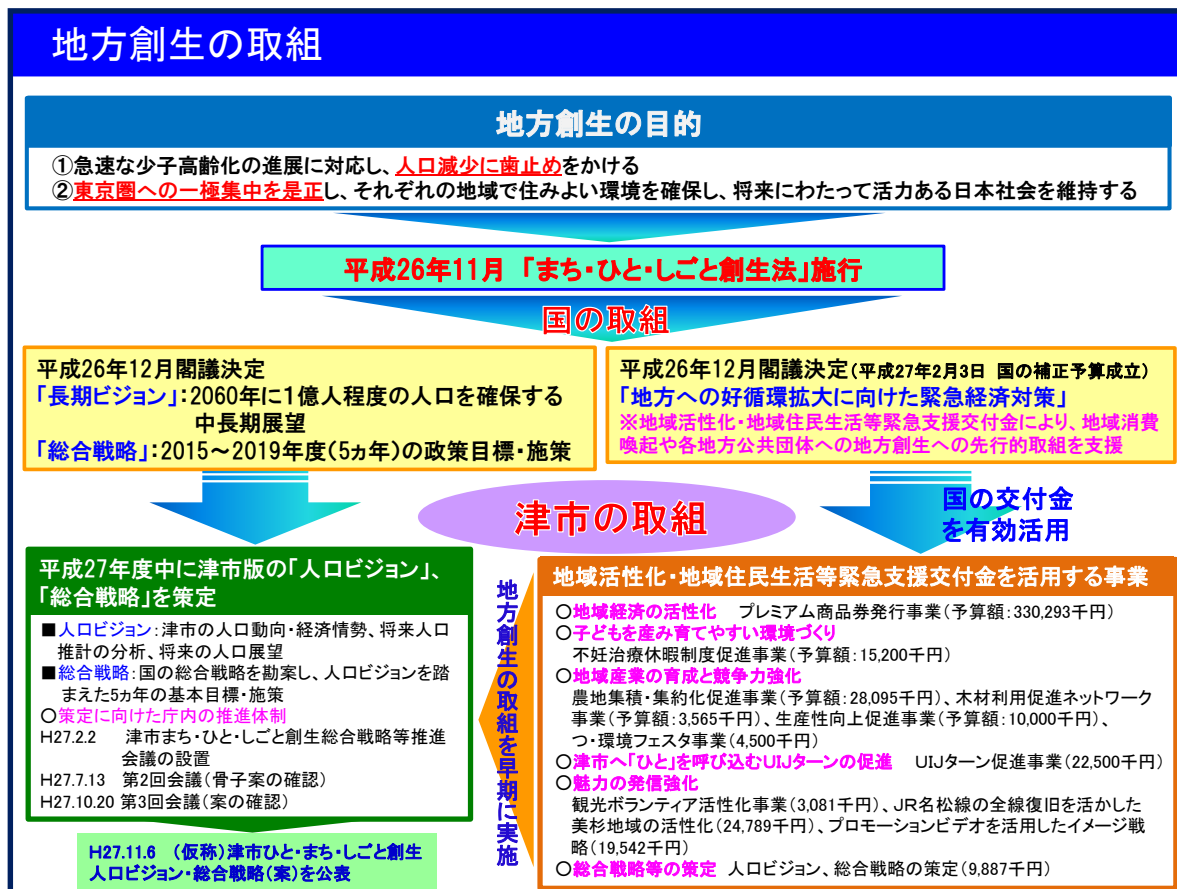 地方創生の取組
地方創生の目的
①急速な少子高齢化の進展に対応し、人口減少に歯止めをかける
②東京圏への一極集中を是正し、それぞれの地域で住みよい環境を確保し、将来にわたって活力ある日本社会を維持する
平成26年11月 「まち・ひと・しごと創生法」施行
国の取組
平成26年12月閣議決定
「長期ビジョン」:2060年に1億人程度の人口を確保する
中長期展望
「総合戦略」:2015～2019年度(5ヵ年)の政策目標・施策
平成26年12月閣議決定(平成27年2月3日 国の補正予算成立)
「地方への好循環拡大に向けた緊急経済対策」
※地域活性化・地域住民生活等緊急支援交付金により、地域消費
喚起や各地方公共団体への地方創生への先行的取組を支援
津市の取組
国の交付金
を有効活用
平成27年度中に津市版の「人口ビジョン」、
「総合戦略」を策定
■人口ビジョン:津市の人口動向・経済情勢、将来人口
推計の分析、将来の人口展望
■総合戦略:国の総合戦略を勘案し、人口ビジョンを踏
まえた5ヵ年の基本目標・施策
○策定に向けた庁内の推進体制
H27.2.2 津市まち・ひと・しごと創生総合戦略等推進
会議の設置
H27.7.13 第2回会議(骨子案の確認)
H27.10.20 第3回会議(案の確認)
H27.11.6 (仮称)津市ひと・まち・しごと創生
人口ビジョン・総合戦略(案)を公表
地方創生の取組を早期に実施
地域活性化・地域住民生活等緊急支援交付金を活用する事業
○地域経済の活性化 プレミアム商品券発行事業(予算額:330,293千円)
○子どもを産み育てやすい環境づくり
不妊治療休暇制度促進事業(予算額:15,200千円)
○地域産業の育成と競争力強化
農地集積・集約化促進事業(予算額:28,095千円)、木材利用促進ネットワーク
事業(予算額:3,565千円)、生産性向上促進事業(予算額:10,000千円)、
つ・環境フェスタ事業(4,500千円)
○津市へ「ひと」を呼び込むUIJターンの促進 UIJターン促進事業(22,500千円)
○魅力の発信強化
観光ボランティア活性化事業(3,081千円)、JR名松線の全線復旧を活かした
美杉地域の活性化(24,789千円)、プロモーションビデオを活用したイメージ戦
略(19,542千円)
○総合戦略等の策定 人口ビジョン、総合戦略の策定(9,887千円)